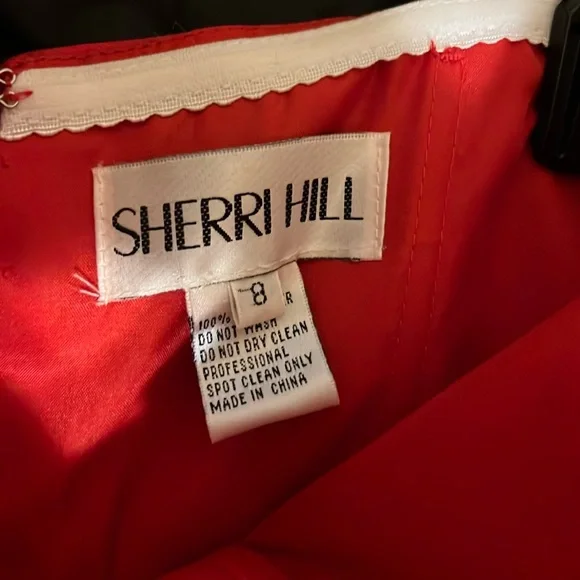 SHERRI HILL
8
100% R
DO NOT WASH
DO NOT DRY CLEAN
PROFESSIONAL
SPOT CLEAN ONLY
MADE IN CHINA